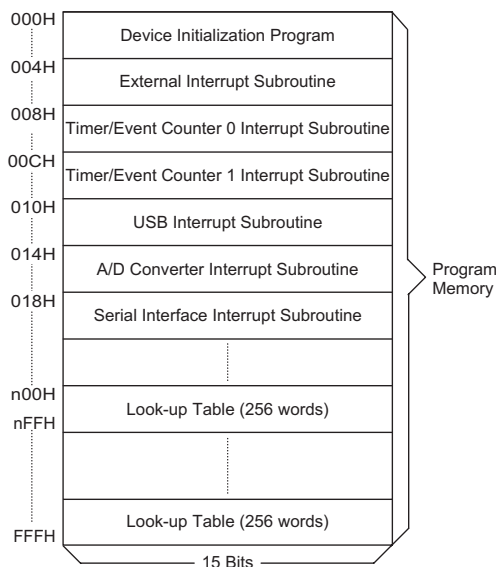 000H
Device Initialization Program
004H
External Interrupt Subroutine
008H
Timer/Event Counter 0 Interrupt Subroutine
00CH
Timer/Event Counter 1 Interrupt Subroutine
010H
USB Interrupt Subroutine
014H
A/D Converter Interrupt Subroutine
018H
Serial Interface Interrupt Subroutine
Program
Memory
n00H
Look-up Table (256 words)
nFFH
Look-up Table (256 words)
FFFH
15 Bits